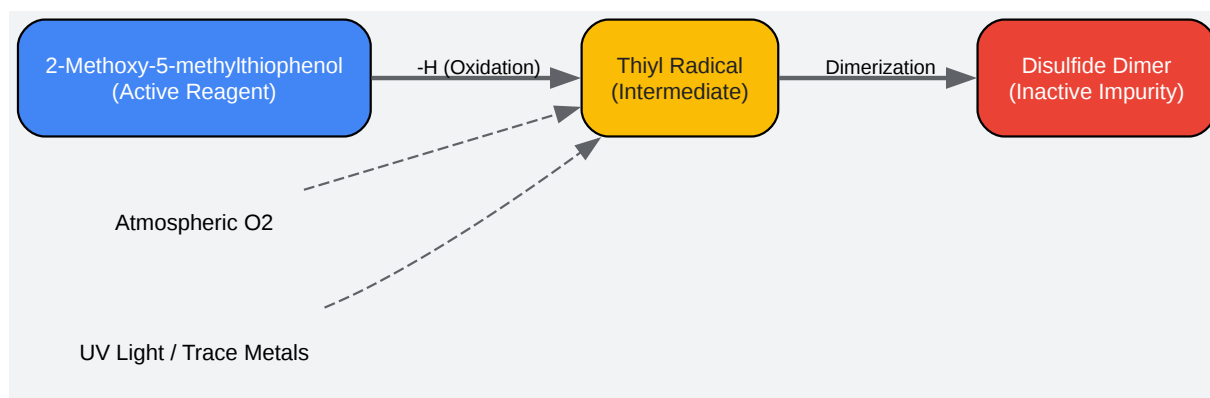 2-Methoxy-5-methylthiophenol
(Active Reagent)
-H (Oxidation)
Thiyl Radical
(Intermediate)
Dimerization
Disulfide Dimer
(Inactive Impurity)
Atmospheric O2
UV Light / Trace Metals